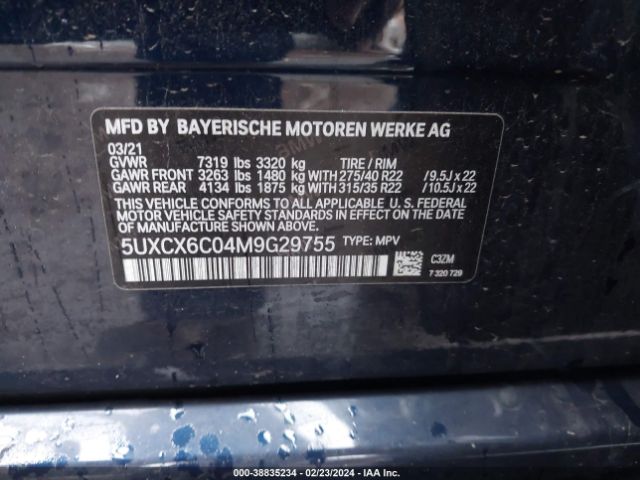 MFD BY BAYERISCHE MOTOREN WERKE AG
03/21
GVWR 7319 lbs 3320 kg TIRE / RIM
GAWR FRONT 3263 lbs 1480 kg WITH 275/40 R22 /9.5J x 22
GAWR REAR 4134 lbs 1875 kg WITH 315/35 R22 /10.5J x 22
THIS VEHICLE CONFORMS TO ALL APPLICABLE U. S. FEDERAL
MOTOR VEHICLE SAFETY STANDARDS IN EFFECT ON THE
DATE OF MANUFACTURE SHOWN ABOVE.
5UXCX6C04M9G29755 TYPE: MPV
C3ZM
7 320 729
000-38835234 - 02/23/2024 - IAA Inc.